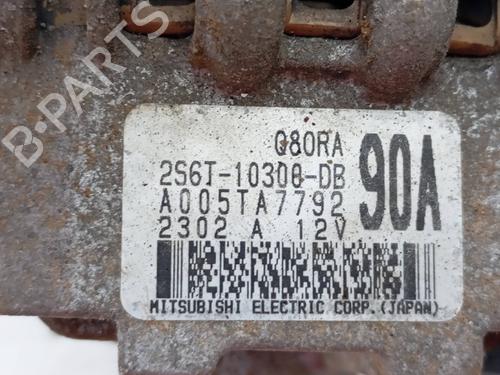 B-PARTS
Q80RA
2S6T-10300-DB
90A
A005TA7792
2302 A 12V
MITSUBISHI ELECTRIC CORP. (JAPAN)